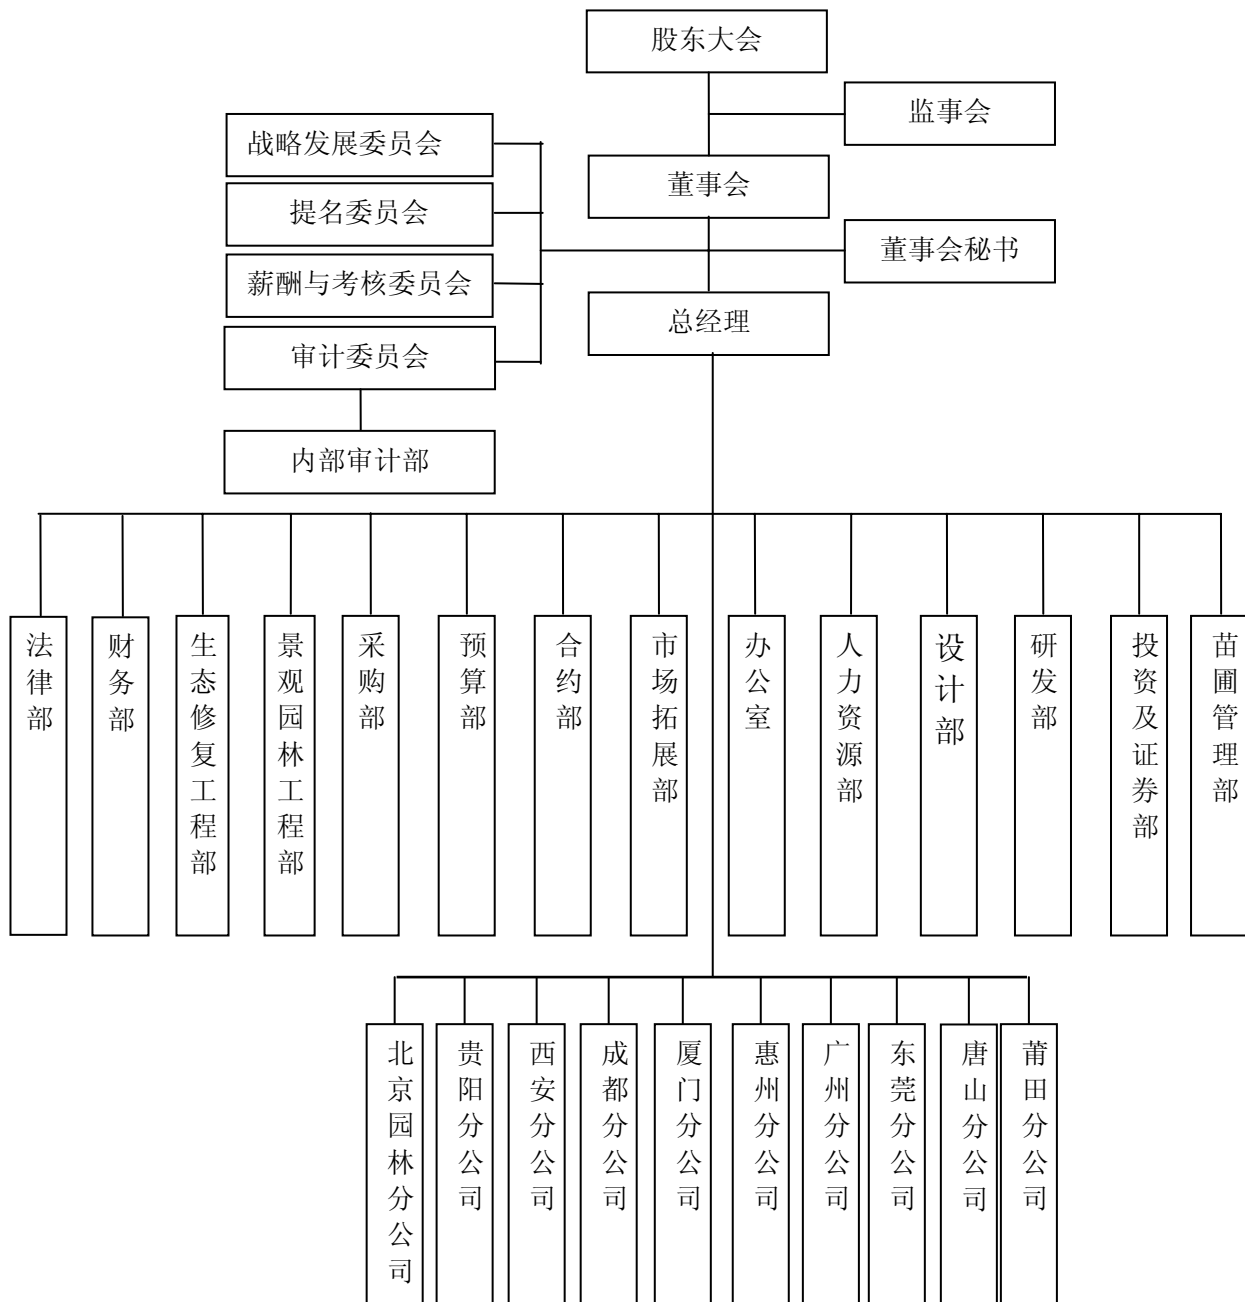 股东大会
监事会
战略发展委员会
董事会
提名委员会
董事会秘书
薪酬与考核委员会
总经理
审计委员会
内部审计部
法律部
财务部
生态修复工程部
景观园林工程部
采购部
预算部
合约部
市场拓展部
办公室
人力资源部
设计部
研发部
投资及证券部
苗圃管理部
北京园林分公司
贵阳分公司
西安分公司
成都分公司
厦门分公司
惠州分公司
广州分公司
东莞分公司
唐山分公司
莆田分公司